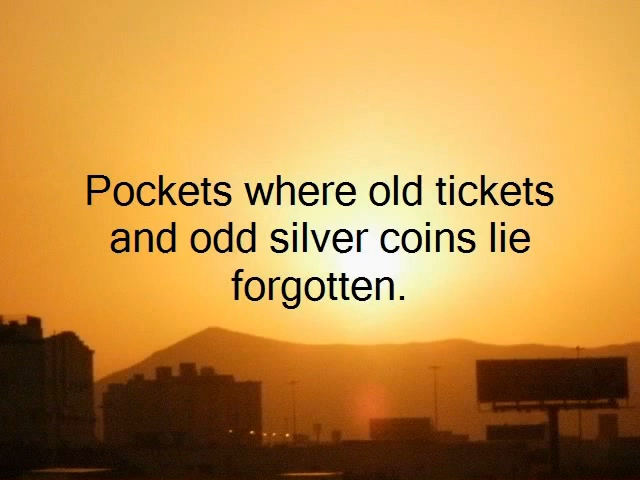 Pockets where old tickets
and odd silver coins lie
forgotten.